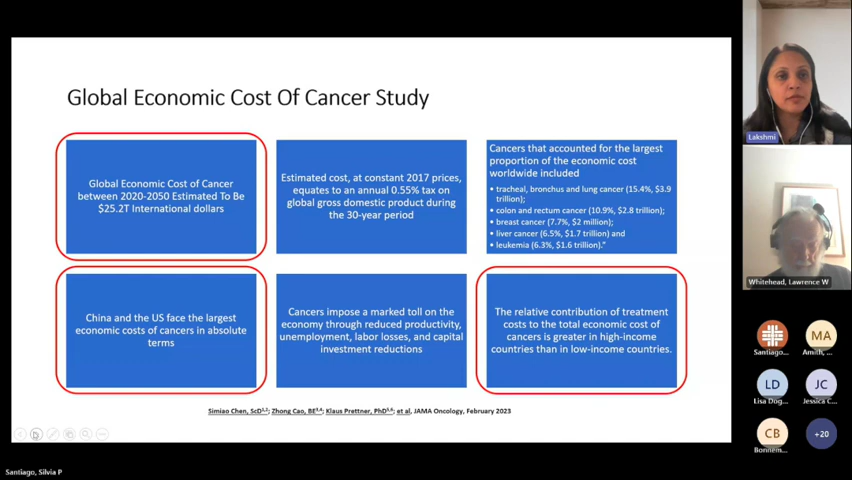 Global Economic Cost Of Cancer Study
Global Economic Cost of Cancer
between 2020-2050 Estimated To Be
$25.2T International dollars
Estimated cost, at constant 2017 prices,
equates to an annual 0.55% tax on
global gross domestic product during
the 30-year period
Cancers that accounted for the largest
proportion of the economic cost
worldwide included
• tracheal, bronchus and lung cancer (15.4%, $3.9
trillion);
• colon and rectum cancer (10.9%, $2.8 trillion);
• breast cancer (7.7%, $2 million);
• liver cancer (6.5%, $1.7 trillion) and
• leukemia (6.3%, $1.6 trillion)."
China and the US face the largest
economic costs of cancers in absolute
terms
Cancers impose a marked toll on the
economy through reduced productivity,
unemployment, labor losses, and capital
investment reductions
The relative contribution of treatment
costs to the total economic cost of
cancers is greater in high-income
countries than in low-income countries.
Simiao Chen, ScD; Zhong Cao, BE; Klaus Prettner, PhD; et al, JAMA Oncology, February 2023
Lakshmi
Whitehead, Lawrence W
Santiago...
MA
Amith, ...
LD
Lisa Dog...
JC
Jessica C...
CB
Bonnem...
+20
Santiago, Silvia P